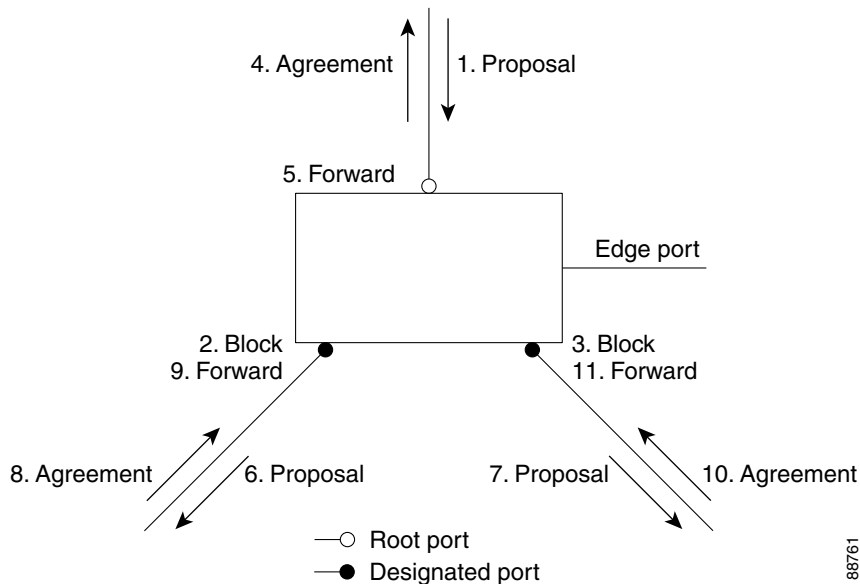 4. Agreement
1. Proposal
5. Forward
Edge port
2. Block
9. Forward
3. Block
11. Forward
8. Agreement
6. Proposal
7. Proposal
10. Agreement
Root port
Designated port
88761